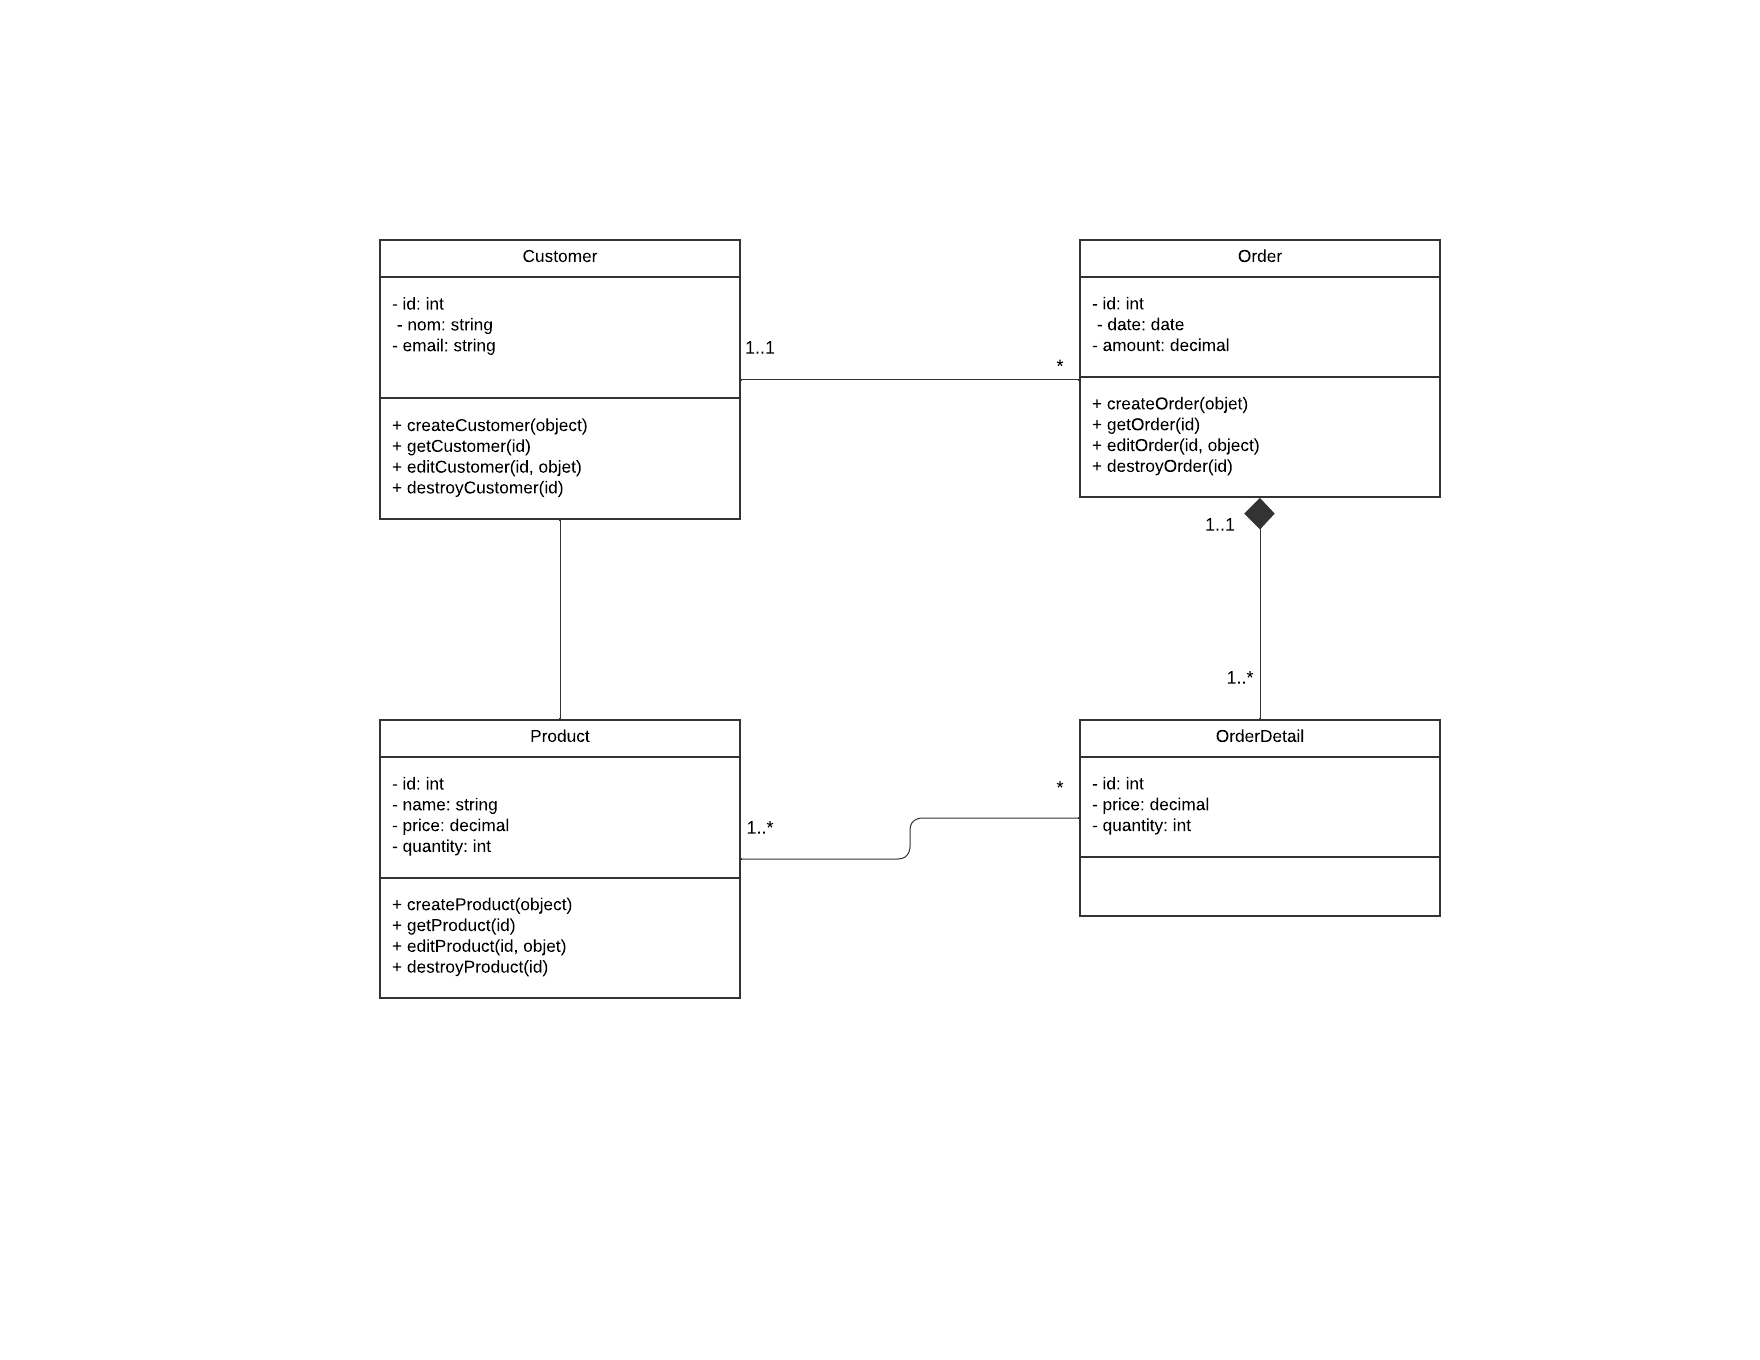 Customer
- id: int
- nom: string
- email: string
+ createCustomer(object)
+ getCustomer(id)
+ editCustomer(id, objet)
+ destroyCustomer(id)
1..1
*
Order
- id: int
- date: date
- amount: decimal
+ createOrder(objet)
+ getOrder(id)
+ editOrder(id, object)
+ destroyOrder(id)
1..1
1..*
Product
- id: int
- name: string
- price: decimal
- quantity: int
+ createProduct(object)
+ getProduct(id)
+ editProduct(id, objet)
+ destroyProduct(id)
1..*
*
OrderDetail
- id: int
- price: decimal
- quantity: int